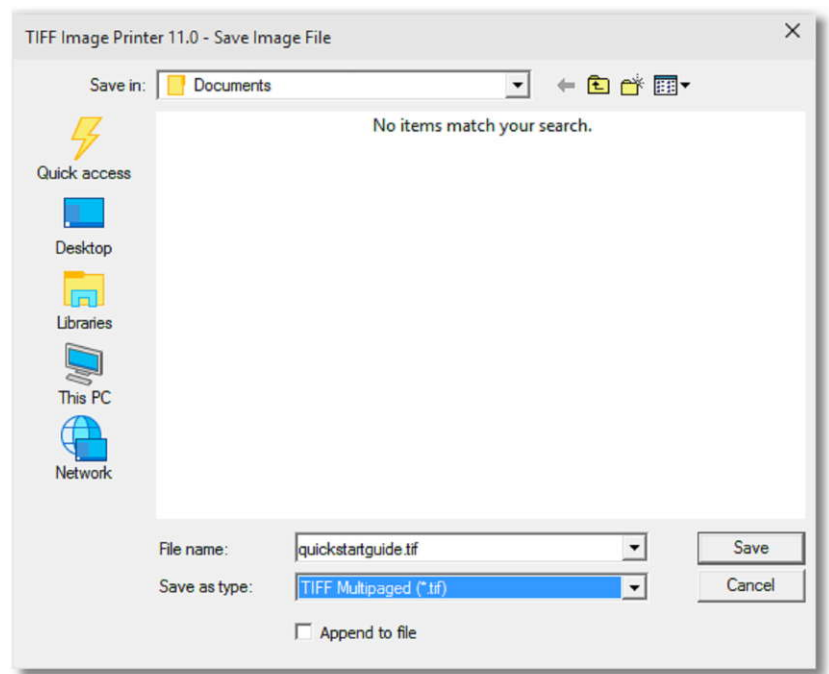 TIFF Image Printer 11.0 - Save Image File
Save in: Documents
No items match your search.
Quick access
Desktop
Libraries
This PC
Network
File name: quickstartguide.tif Save
Save as type: TIFF Multipaged (*.tif) Cancel
Append to file